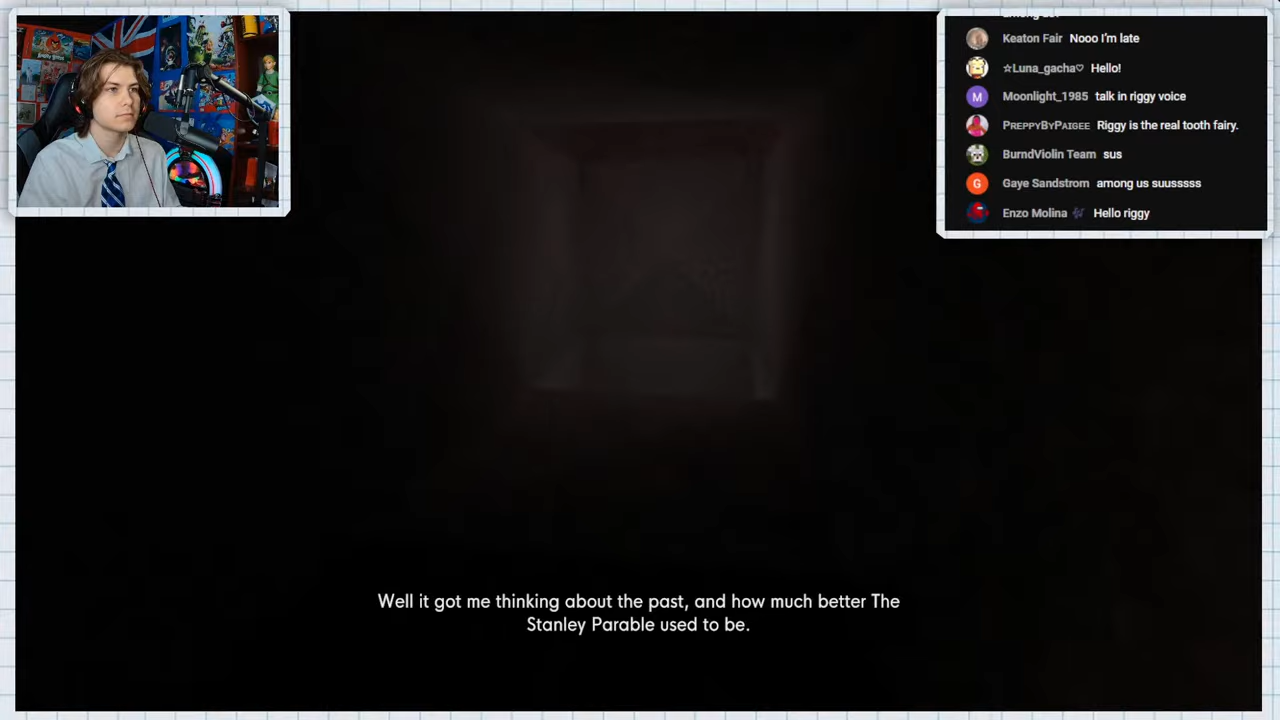 Keaton Fair Nooo I'm late
☆Luna_gacha♡ Hello!
M
Moonlight_1985 talk in riggy voice
PREPPYBYPAIGEE Riggy is the real tooth fairy.
BurndViolin Team sus
G
Gaye Sandstrom among us suusssss
Enzo Molina Hello riggy
Well it got me thinking about the past, and how much better The
Stanley Parable used to be.